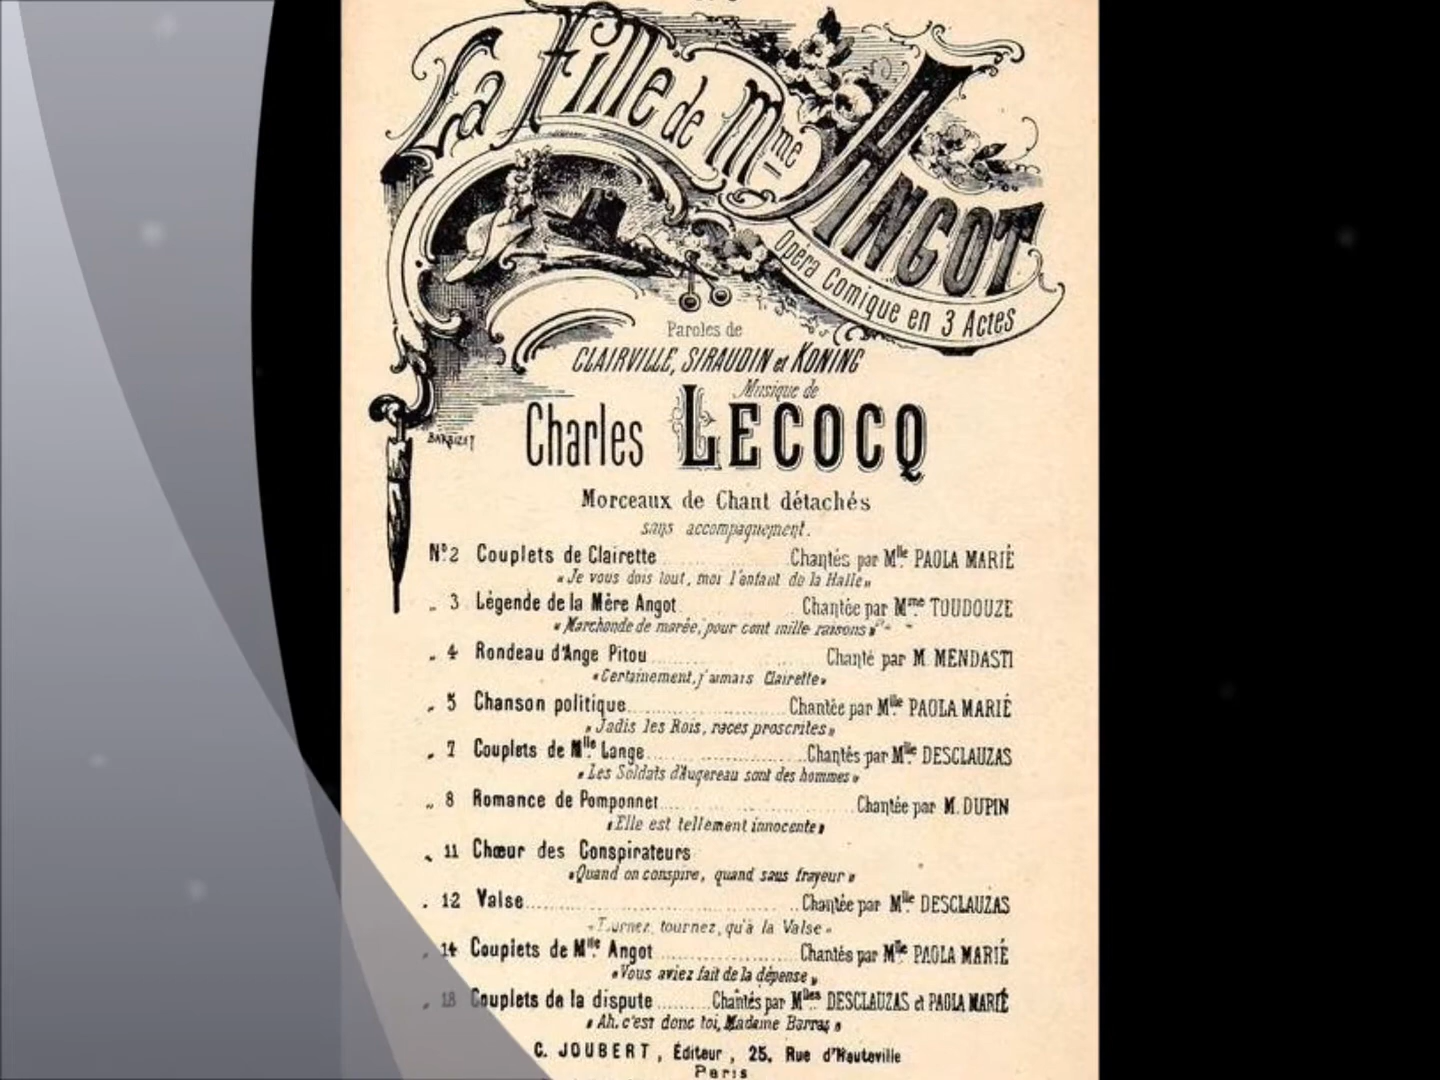 La Fille de Mme ANGOT
Opéra Comique en 3 Actes
Paroles de
CLAIRVILLE, SIRAUDIN et KONING
Musique de
Charles LECOCQ
BARBIZET
Morceaux de Chant détachés
sans accompagnement.
No. 2 Couplets de Clairette Chantés par Mlle PAOLA MARIÉ
« Je vous dois tout, moi l'enfant de la Halle »
„ 3 Légende de la Mère Angot Chantée par Mme TOUDOUZE
« Marchande de marée, pour cent mille raisons »
„ 4 Rondeau d'Ange Pitou Chanté par M. MENDASTI
« Certainement, j'aimais Clairette »
„ 5 Chanson politique Chantée par Mlle PAOLA MARIÉ
« Jadis les Rois, races proscrites »
„ 7 Couplets de Mlle Lange Chantés par Mlle DESCLAUZAS
« Les Soldats d'Augereau sont des hommes »
„ 8 Romance de Pomponnet Chantée par M. DUPIN
« Elle est tellement innocente »
„ 11 Chœur des Conspirateurs
« Quand on conspire, quand sans frayeur »
„ 12 Valse Chantée par Mlle DESCLAUZAS
« Tournez, tournez, qu'à la Valse »
„ 14 Couplets de Mlle Angot Chantés par Mlle PAOLA MARIÉ
« Vous aviez fait de la dépense »
„ 18 Couplets de la dispute Chantés par Mlles DESCLAUZAS et PAOLA MARIÉ
« Ah, c'est donc toi, Madame Barras »
C. JOUBERT, Éditeur, 25, Rue d'Hauteville
Paris